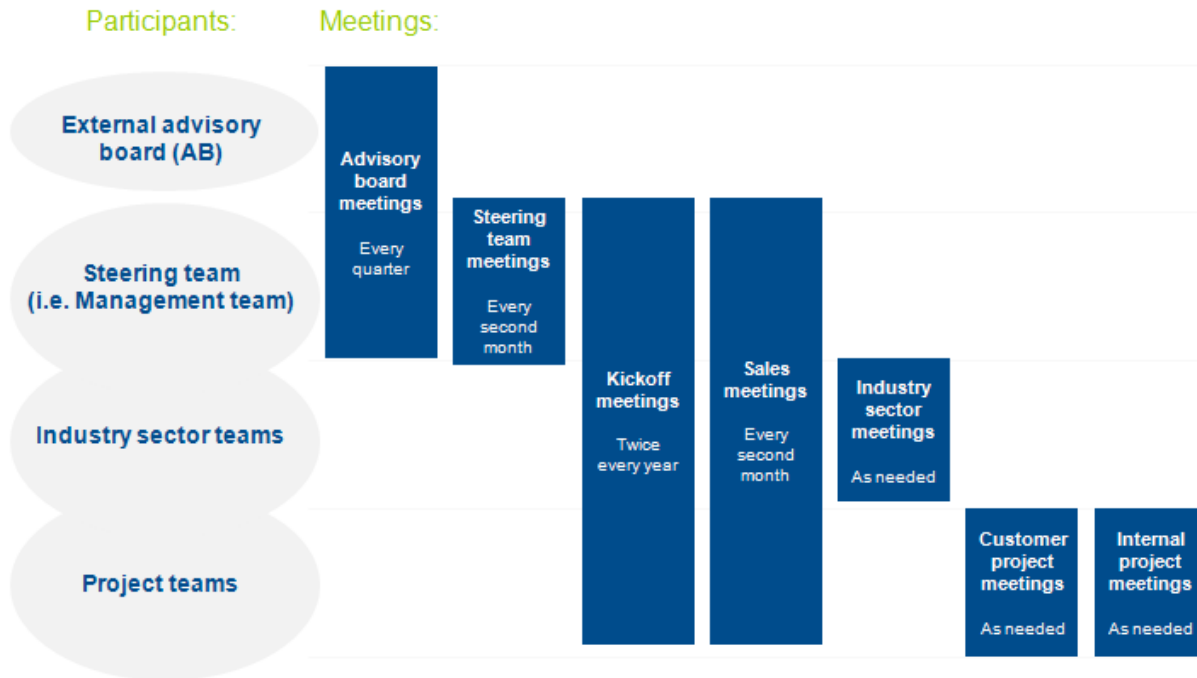 Participants:
Meetings:
External advisory
board (AB)
Steering team
(i.e. Management team)
Industry sector teams
Project teams
Advisory
board
meetings
Every
quarter
Steering
team
meetings
Every
second
month
Kickoff
meetings
Twice
every year
Sales
meetings
Every
second
month
Industry
sector
meetings
As needed
Customer
project
meetings
As needed
Internal
project
meetings
As needed